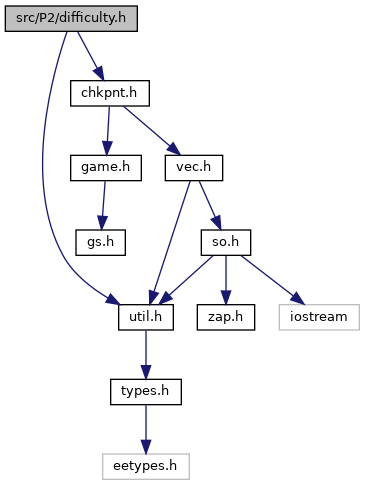 src/P2/difficulty.h
chkpnt.h
game.h
vec.h
gs.h
so.h
util.h
zap.h
iostream
types.h
eetypes.h